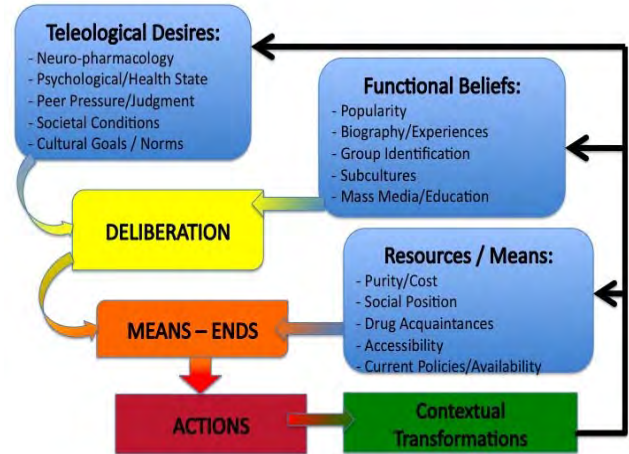 Teleological Desires:
- Neuro-pharmacology
- Psychological/Health State
- Peer Pressure/Judgment
- Societal Conditions
- Cultural Goals / Norms
Functional Beliefs:
- Popularity
- Biography/Experiences
- Group Identification
- Subcultures
- Mass Media/Education
DELIBERATION
Resources / Means:
- Purity/Cost
- Social Position
- Drug Acquaintances
- Accessibility
- Current Policies/Availability
MEANS – ENDS
ACTIONS
Contextual
Transformations